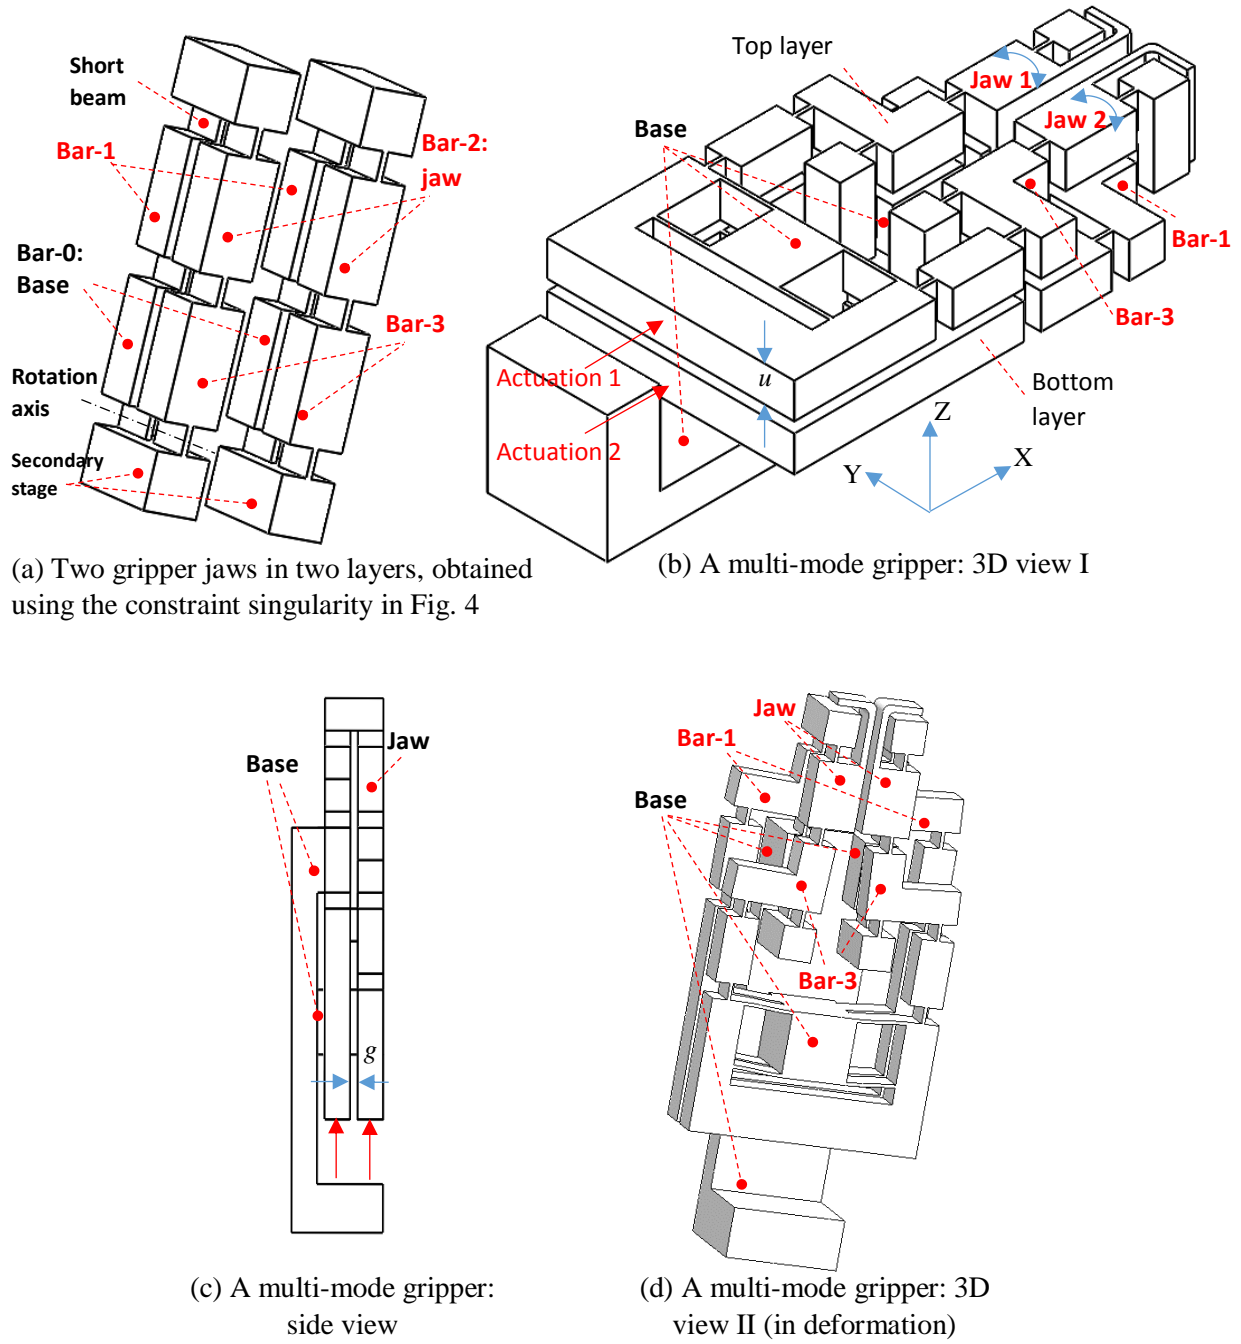 Short
beam
Bar-1
Bar-2:
jaw
Bar-0:
Base
Bar-3
Rotation
axis
Secondary
stage
(a) Two gripper jaws in two layers, obtained
using the constraint singularity in Fig. 4
Top layer
Jaw 1
Jaw 2
Base
Bar-1
Bar-3
Actuation 1
u
Actuation 2
Bottom
layer
Z
X
Y
(b) A multi-mode gripper: 3D view I
Jaw
Base
g
(c) A multi-mode gripper:
side view
Jaw
Bar-1
Base
Bar-3
(d) A multi-mode gripper: 3D
view II (in deformation)